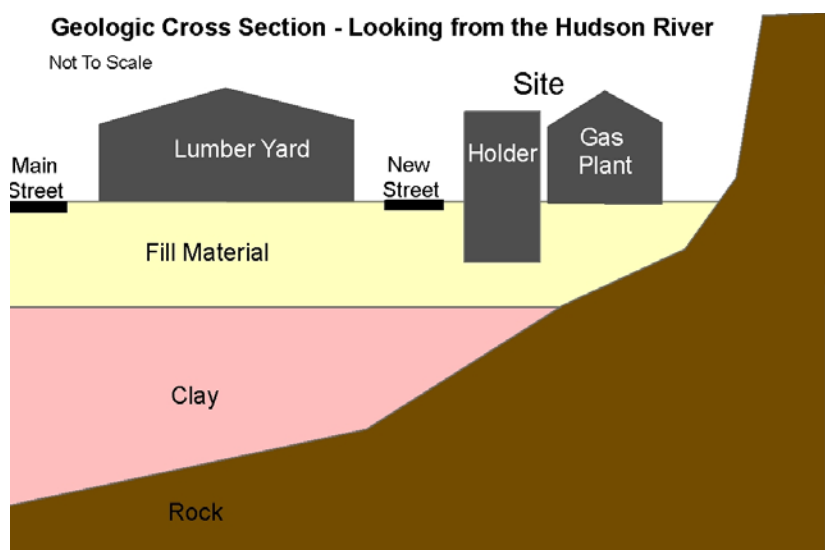 Geologic Cross Section - Looking from the Hudson River
Not To Scale
Site
Lumber Yard
Holder
Gas
Plant
Main
Street
New
Street
Fill Material
Clay
Rock